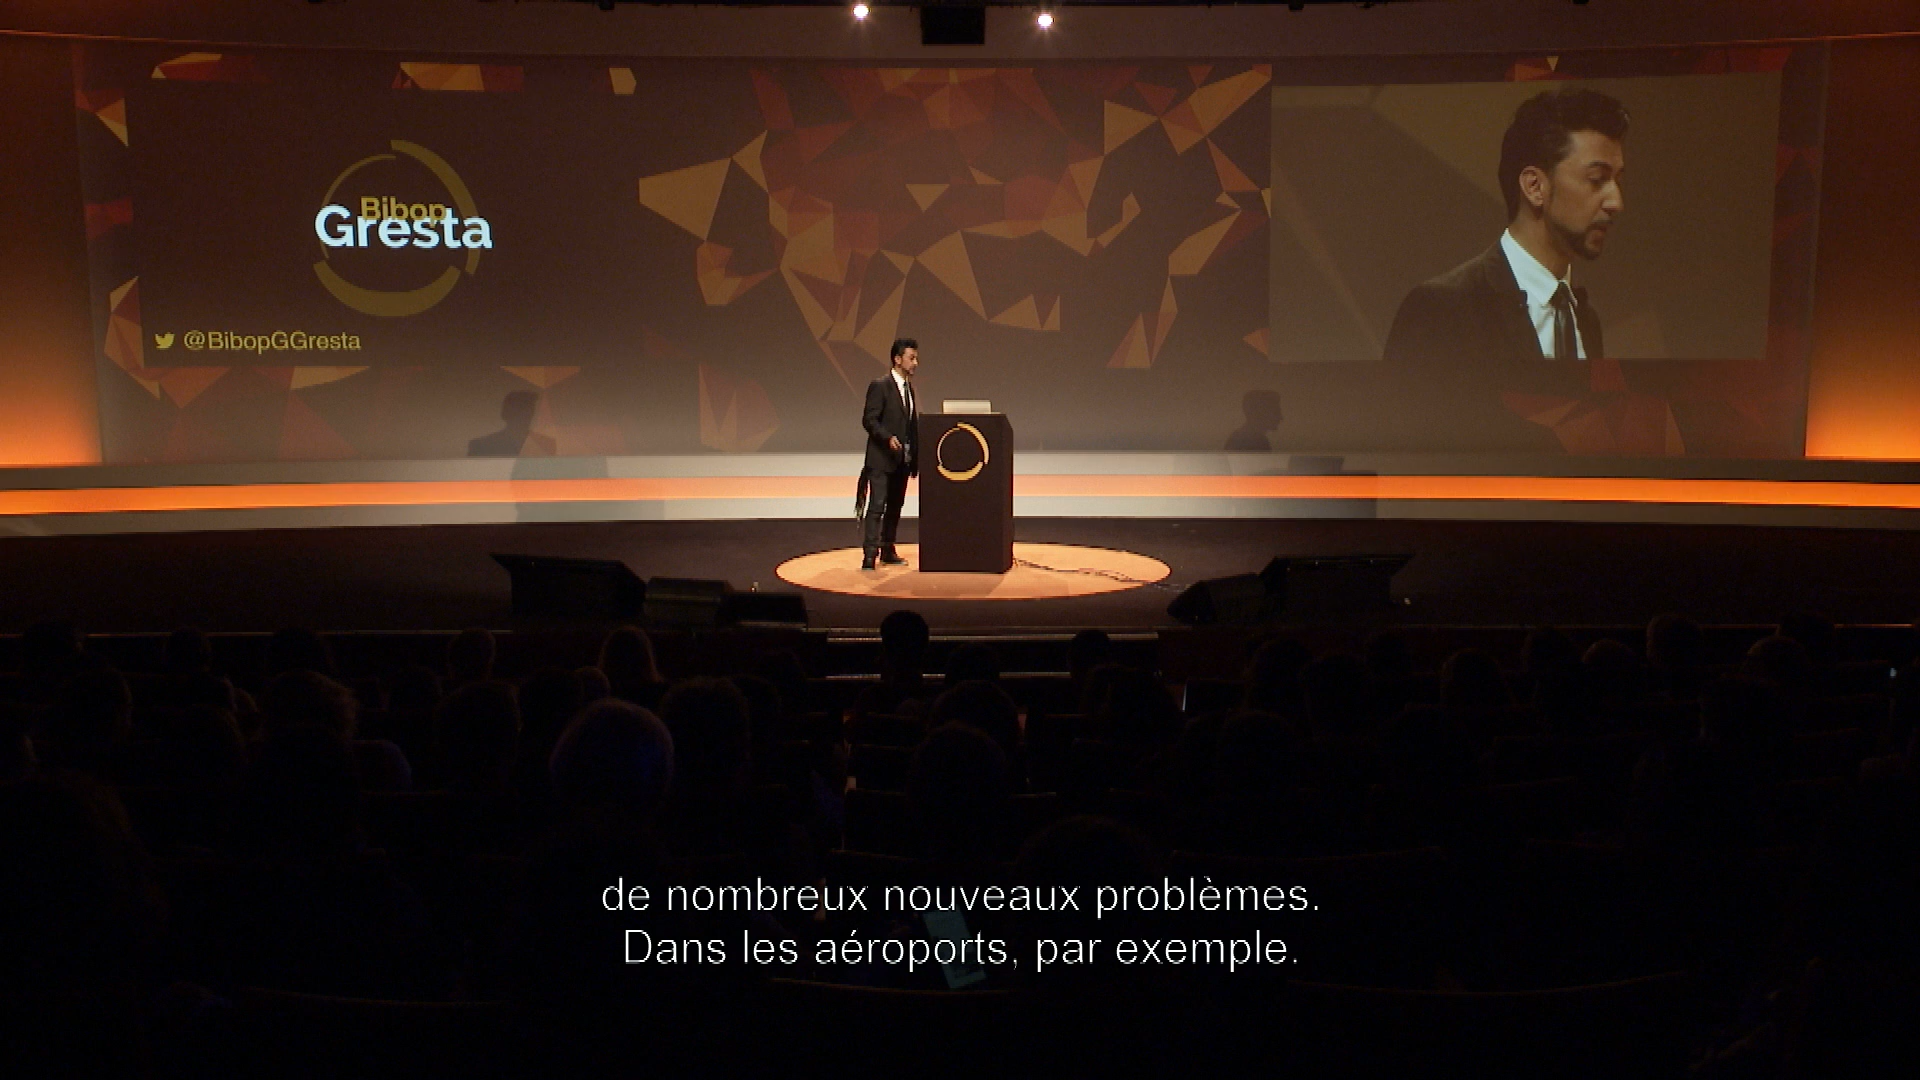 Bibop
Gresta
@BibopGGresta
de nombreux nouveaux problèmes.
Dans les aéroports, par exemple.